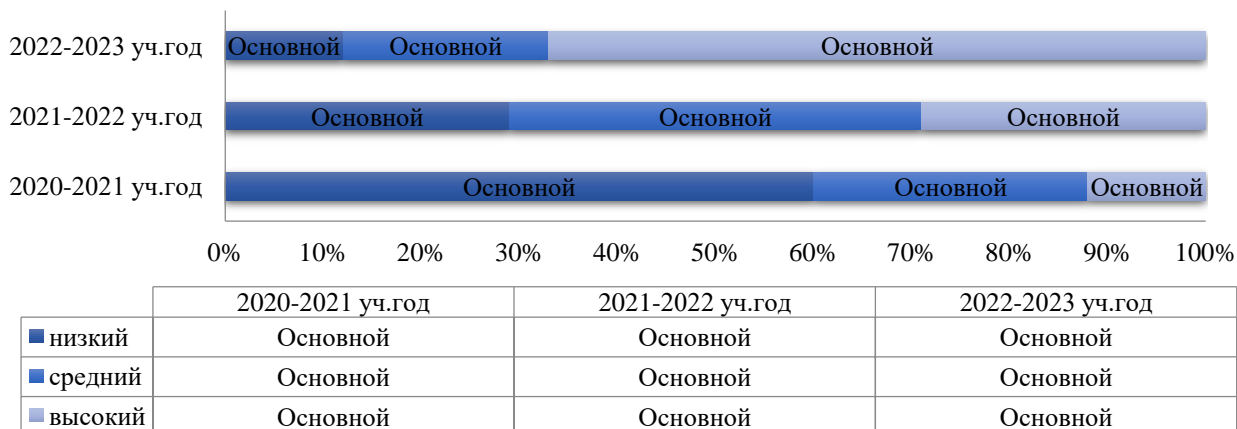 2022-2023 уч.год Основной Основной Основной
2021-2022 уч.год Основной Основной Основной
2020-2021 уч.год Основной Основной Основной
0% 10% 20% 30% 40% 50% 60% 70% 80% 90% 100%
2020-2021 уч.год 2021-2022 уч.год 2022-2023 уч.год
низкий Основной Основной Основной
средний Основной Основной Основной
высокий Основной Основной Основной